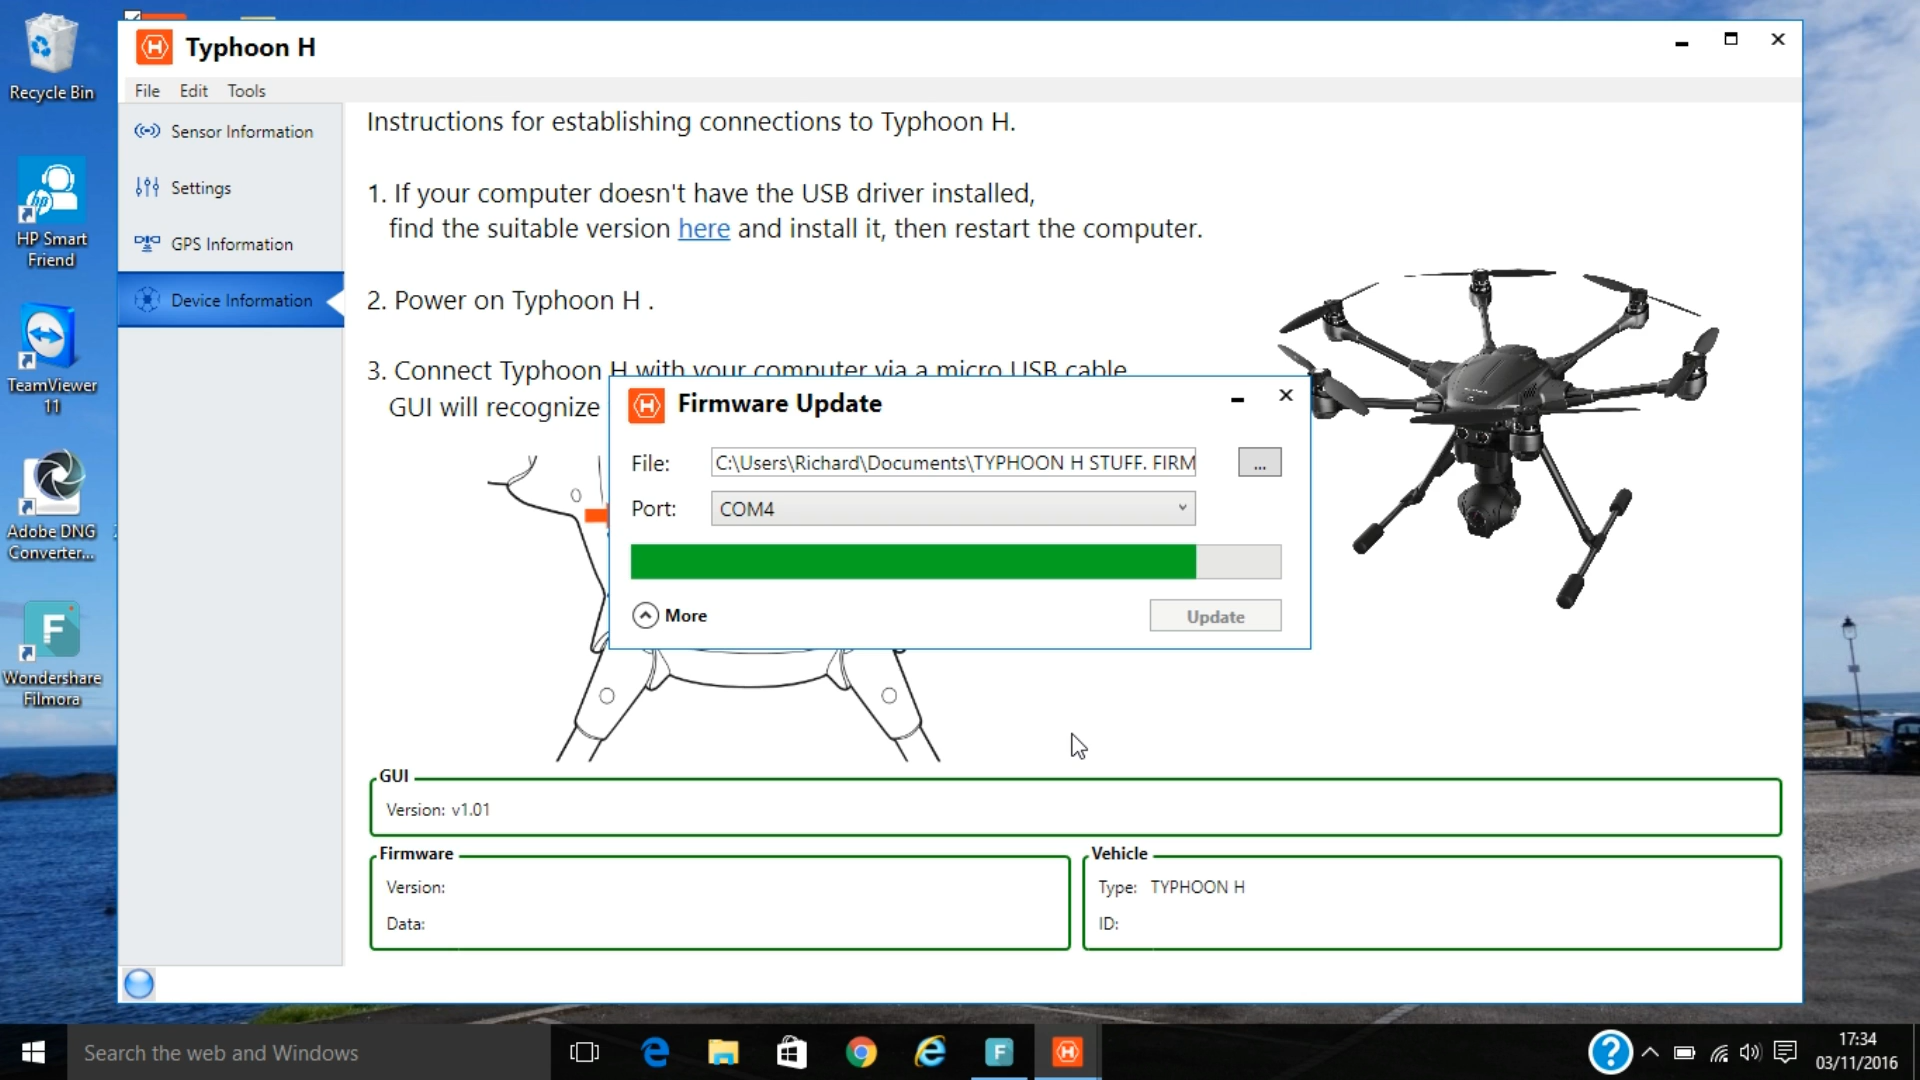 Recycle Bin
HP Smart
Friend
TeamViewer
11
Adobe DNG
Converter...
Wondershare
Filmora
Typhoon H
File Edit Tools
Sensor Information
Settings
GPS Information
Device Information
Instructions for establishing connections to Typhoon H.
1. If your computer doesn't have the USB driver installed,
find the suitable version here and install it, then restart the computer.
2. Power on Typhoon H .
3. Connect Typhoon H with your computer via a micro USB cable
GUI will recognize
Firmware Update
File: C:\Users\Richard\Documents\TYPHOON H STUFF. FIRM ...
Port: COM4
More
Update
GUI
Version: v1.01
Firmware
Version:
Data:
Vehicle
Type: TYPHOON H
ID:
Search the web and Windows
17:34
03/11/2016